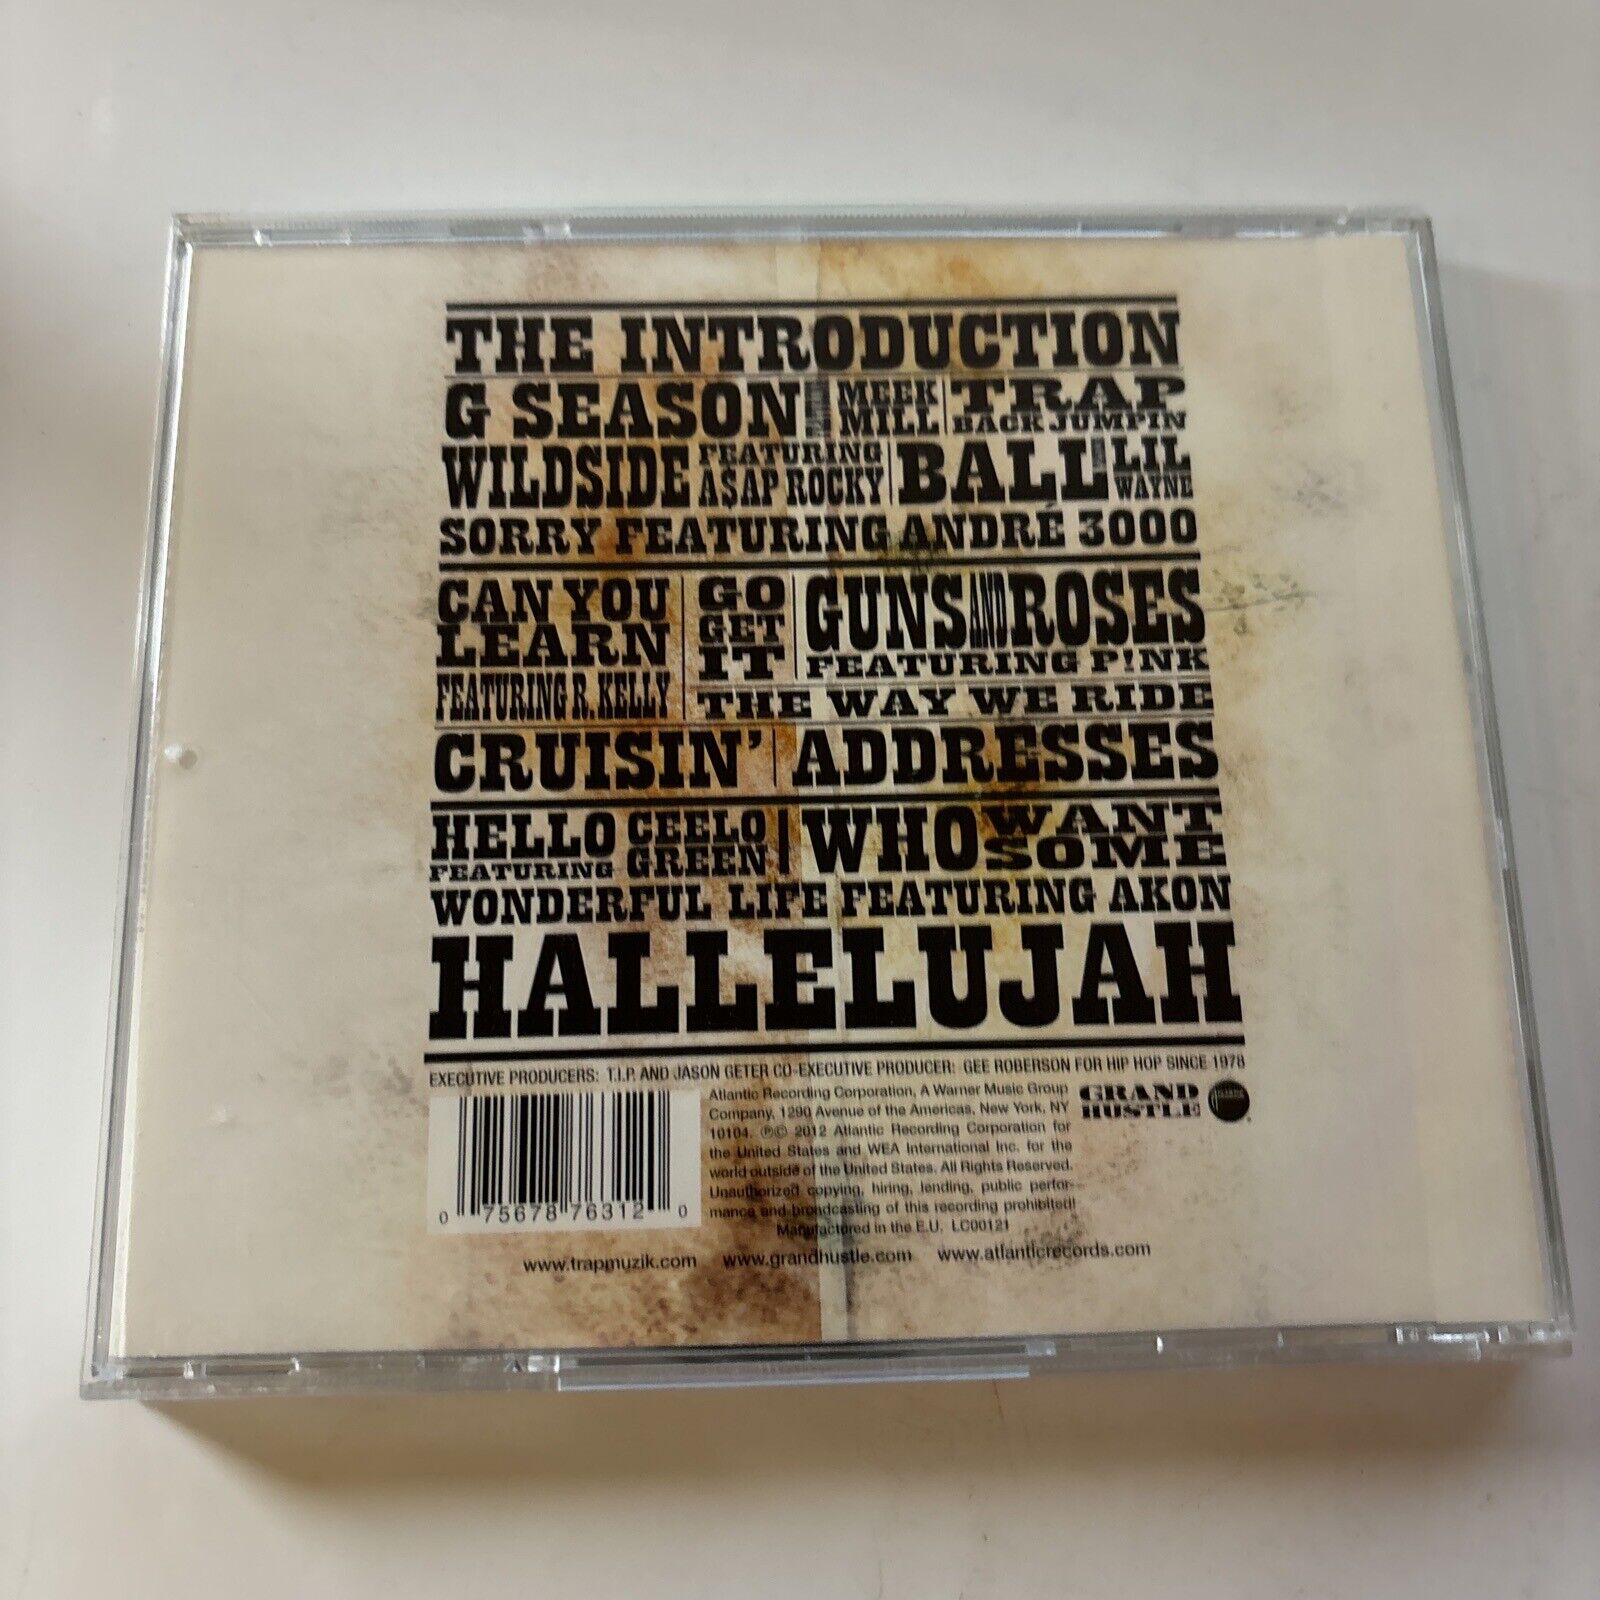 THE INTRODUCTION
G SEASON
MEEK
MILL
TRAP
BACK JUMPIN
WILDSIDE
FEATURING
A$AP ROCKY
BALL
LIL
WAYNE
SORRY FEATURING ANDRÉ 3000
CAN YOU
LEARN
FEATURING R. KELLY
GO
GET
IT
GUNS AND ROSES
FEATURING P!NK
THE WAY WE RIDE
CRUISIN'
ADDRESSES
HELLO
FEATURING
CEELO
GREEN
WHO
WANT
SOME
WONDERFUL LIFE FEATURING AKON
HALLELUJAH
EXECUTIVE PRODUCERS: T.I.P. AND JASON GETER CO-EXECUTIVE PRODUCER: GEE ROBERSON FOR HIP HOP SINCE 1978
Atlantic Recording Corporation, A Warner Music Group
Company, 1290 Avenue of the Americas, New York, NY
10104. ℗© 2012 Atlantic Recording Corporation for
the United States and WEA International Inc. for the
world outside of the United States. All Rights Reserved.
Unauthorized copying, hiring, lending, public perfor-
mance and broadcasting of this recording prohibited!
Manufactured in the E.U. LC00121
GRAND
HUSTLE
0 75678 76312 0
www.trapmuzik.com www.grandhustle.com www.atlanticrecords.com